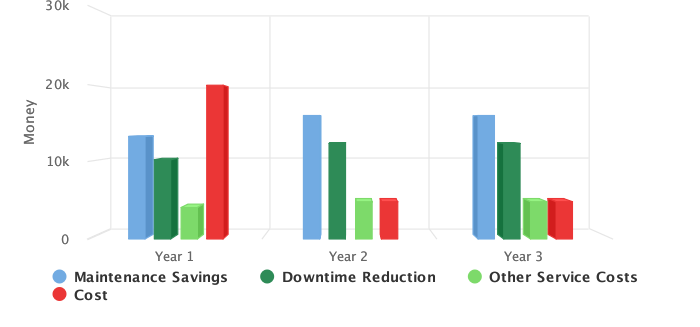 30k
20k
10k
0
Money
Year 1 Year 2 Year 3
Maintenance Savings Downtime Reduction Other Service Costs
Cost